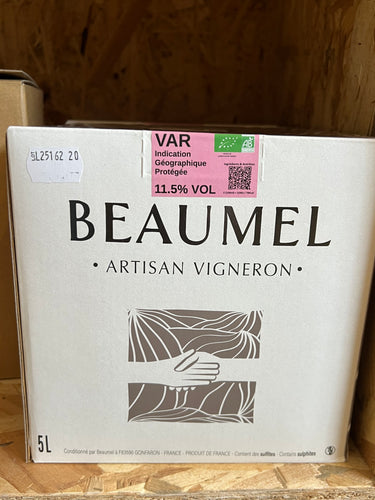 5L25162 20
VAR
Indication
Géographique
Protégée
11.5% VOL
AB
BEAUMEL
• ARTISAN VIGNERON •
5L
Conditionné par Beaumel à F83590 GONFARON - FRANCE - PRODUIT DE FRANCE - Contient des sulfites - Contains sulphites